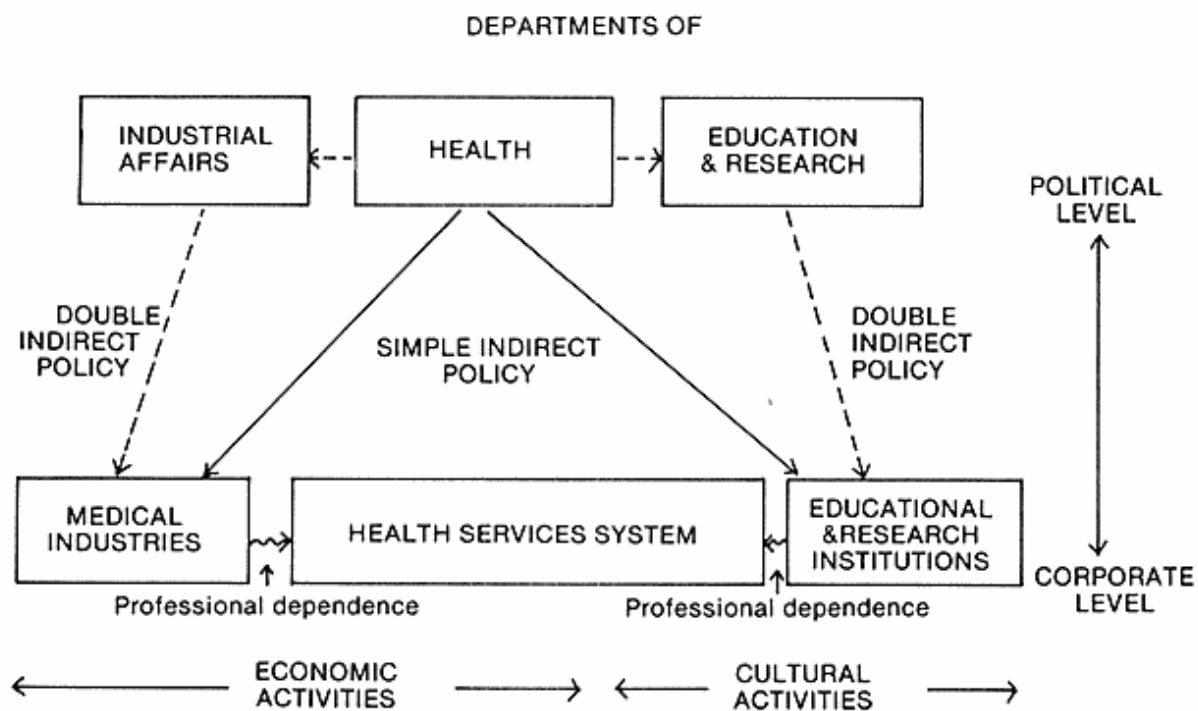 DEPARTMENTS OF
INDUSTRIAL
AFFAIRS
HEALTH
EDUCATION
& RESEARCH
POLITICAL
LEVEL
DOUBLE
INDIRECT
POLICY
SIMPLE INDIRECT
POLICY
DOUBLE
INDIRECT
POLICY
MEDICAL
INDUSTRIES
HEALTH SERVICES SYSTEM
EDUCATIONAL
&RESEARCH
INSTITUTIONS
CORPORATE
LEVEL
Professional dependence
Professional dependence
ECONOMIC
ACTIVITIES
CULTURAL
ACTIVITIES